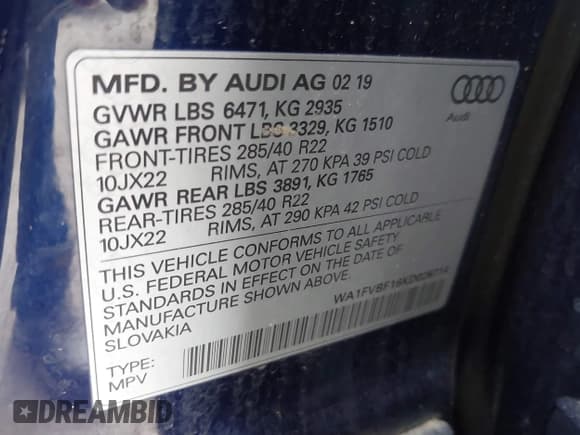 MFD. BY AUDI AG 02 19
GVWR LBS 6471, KG 2935
GAWR FRONT LBS 3329, KG 1510
FRONT-TIRES 285/40 R22
10JX22 RIMS, AT 270 KPA 39 PSI COLD
GAWR REAR LBS 3891, KG 1765
REAR-TIRES 285/40 R22
10JX22 RIMS, AT 290 KPA 42 PSI COLD
Audi
THIS VEHICLE CONFORMS TO ALL APPLICABLE
U.S. FEDERAL MOTOR VEHICLE SAFETY
STANDARDS IN EFFECT ON THE DATE OF
MANUFACTURE SHOWN ABOVE.
SLOVAKIA
TYPE:
MPV
DREAMBID